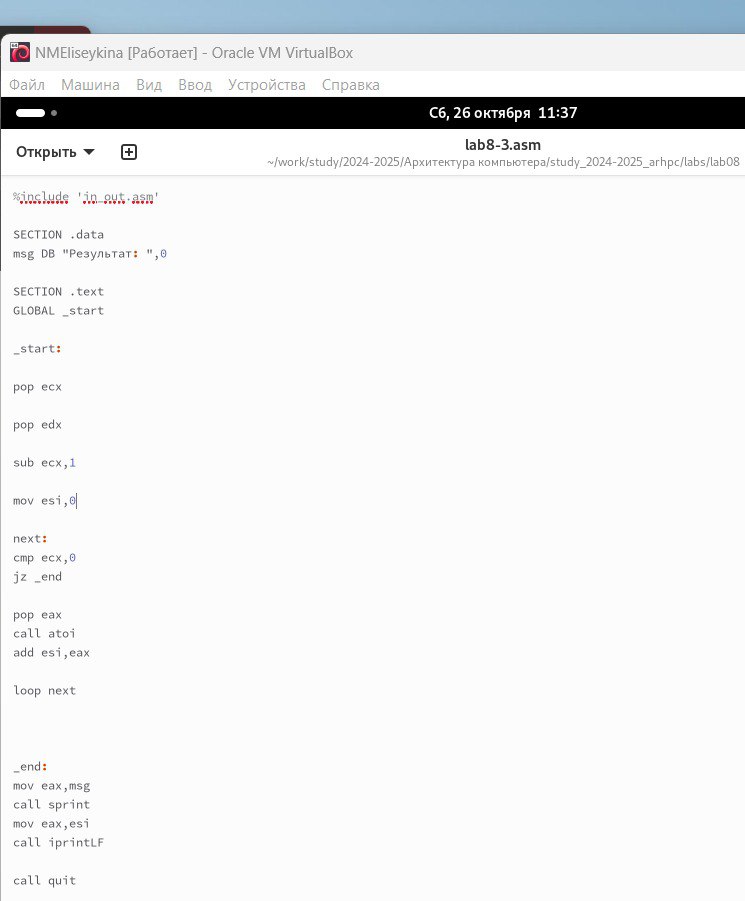 NMEliseykina [Работает] - Oracle VM VirtualBox
Файл Машина Вид Ввод Устройства Справка
Сб, 26 октября 11:37
Открыть
lab8-3.asm
~/work/study/2024-2025/Архитектура компьютера/study_2024-2025_arhpc/labs/lab08
%include 'in_out.asm'
SECTION .data
msg DB "Результат: ",0
SECTION .text
GLOBAL _start
_start:
pop ecx
pop edx
sub ecx,1
mov esi,0
next:
cmp ecx,0
jz _end
pop eax
call atoi
add esi,eax
loop next
_end:
mov eax,msg
call sprint
mov eax,esi
call iprintLF
call quit